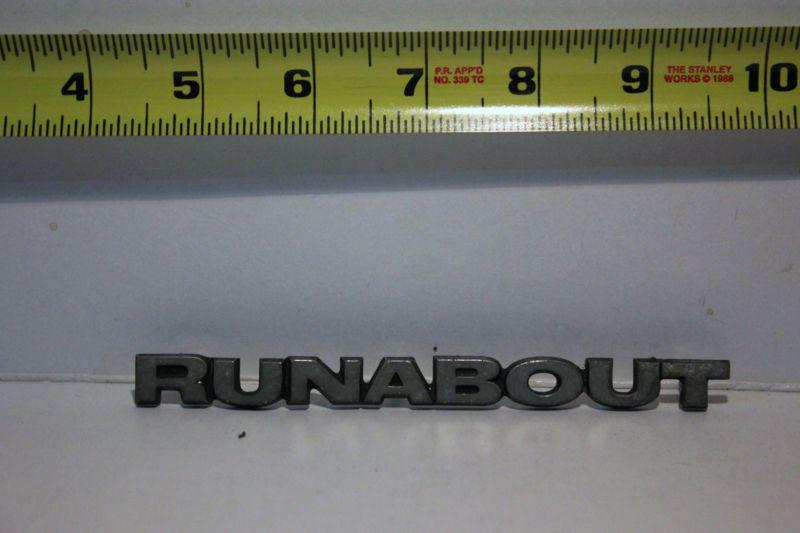 4 5 6 7 P.R. APP'D 8 9 THE STANLEY 10
NO. 339 TC WORKS © 1988
RUNABOUT